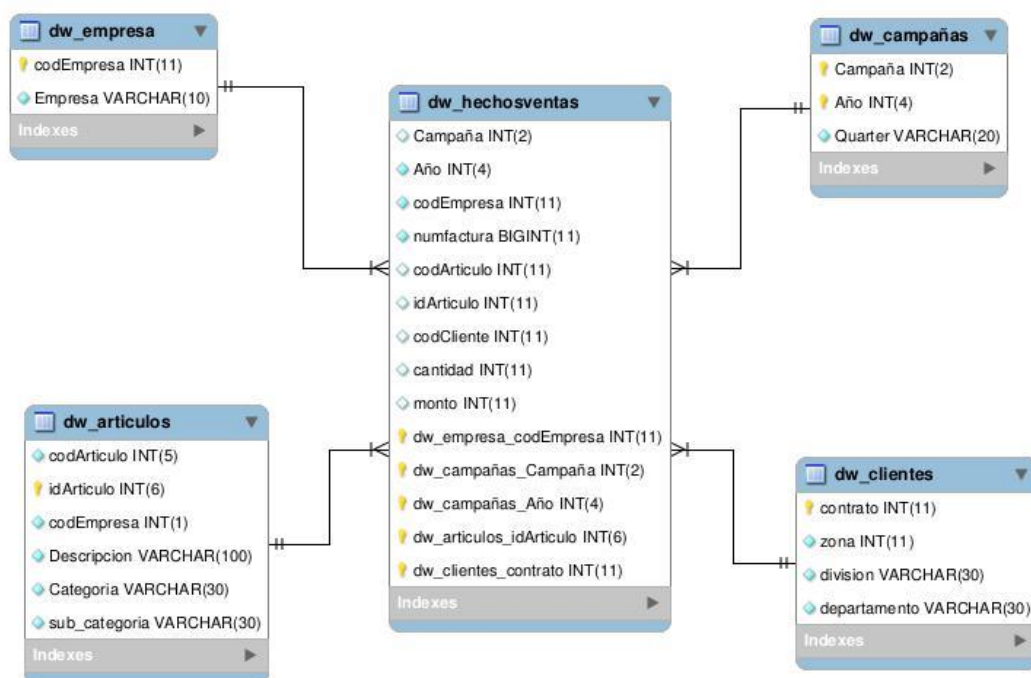 dw_empresa
codEmpresa INT(11)
Empresa VARCHAR(10)
Indexes
dw_campañas
Campaña INT(2)
Año INT(4)
Quarter VARCHAR(20)
Indexes
dw_hechosventas
Campaña INT(2)
Año INT(4)
codEmpresa INT(11)
numfactura BIGINT(11)
codArticulo INT(11)
idArticulo INT(11)
codCliente INT(11)
cantidad INT(11)
monto INT(11)
dw_empresa_codEmpresa INT(11)
dw_campañas_Campaña INT(2)
dw_campañas_Año INT(4)
dw_articulos_idArticulo INT(6)
dw_clientes_contrato INT(11)
Indexes
dw_articulos
codArticulo INT(5)
idArticulo INT(6)
codEmpresa INT(1)
Descripcion VARCHAR(100)
Categoria VARCHAR(30)
sub_categoria VARCHAR(30)
Indexes
dw_clientes
contrato INT(11)
zona INT(11)
division VARCHAR(30)
departamento VARCHAR(30)
Indexes